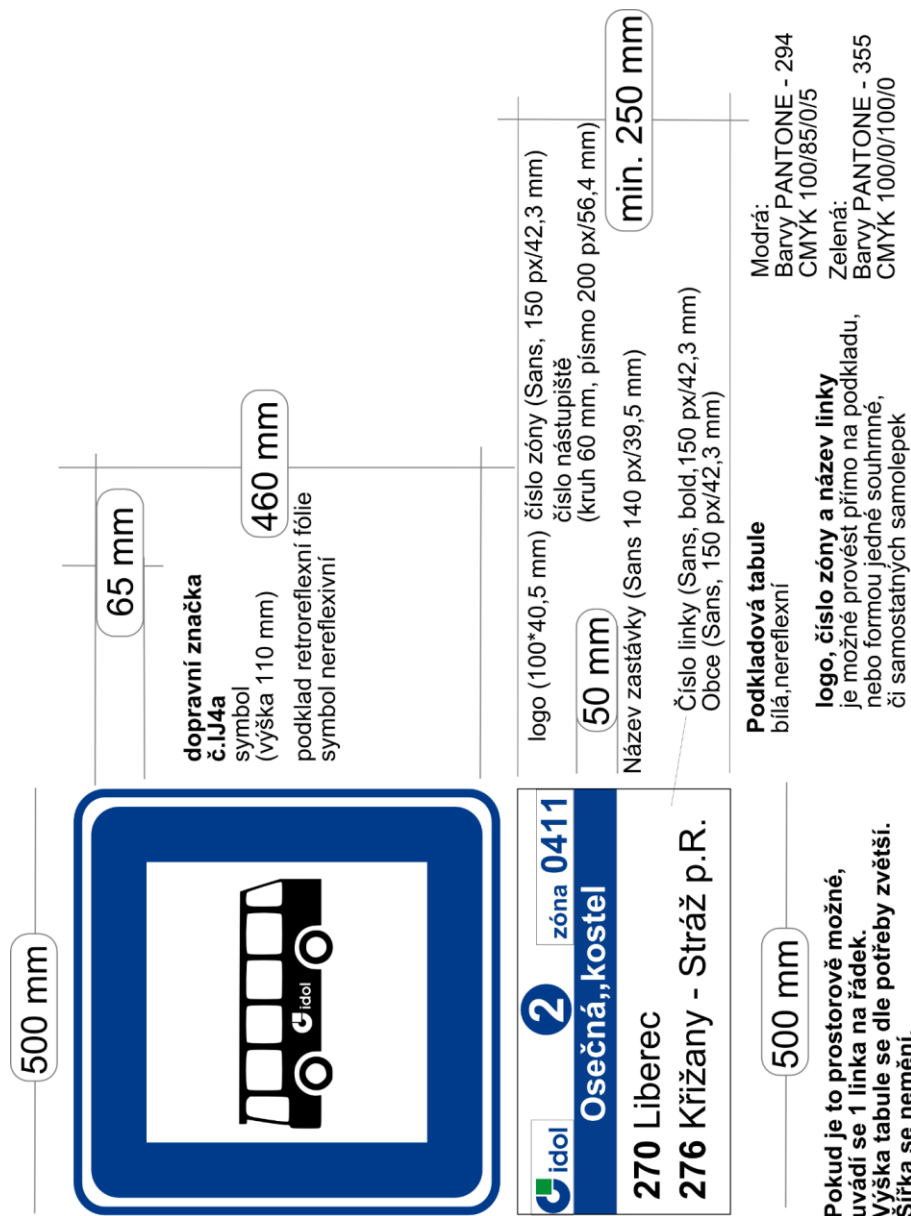 500 mm
65 mm
460 mm
dopravní značka
č.IJ4a
symbol
(výška 110 mm)
podklad retroreflexní fólie
symbol nereflexivní
idol
idol
2
zóna 0411
Osečná,,kostel
270 Liberec
276 Křižany - Stráž p.R.
logo (100*40,5 mm)
číslo zóny (Sans, 150 px/42,3 mm)
číslo nástupiště
(kruh 60 mm, písmo 200 px/56,4 mm)
50 mm
min. 250 mm
Název zastávky (Sans 140 px/39,5 mm)
Číslo linky (Sans, bold,150 px/42,3 mm)
Obce (Sans, 150 px/42,3 mm)
500 mm
Podkladová tabule
bílá,nereflexní
Modrá:
Barvy PANTONE - 294
CMYK 100/85/0/5
Zelená:
Barvy PANTONE - 355
CMYK 100/0/100/0
logo, číslo zóny a název linky
je možné provést přímo na podkladu,
nebo formou jedné souhrnné,
či samostatných samolepek
Pokud je to prostorově možné,
uvádí se 1 linka na řádek.
Výška tabule se dle potřeby zvětší.
Šířka se nemění.